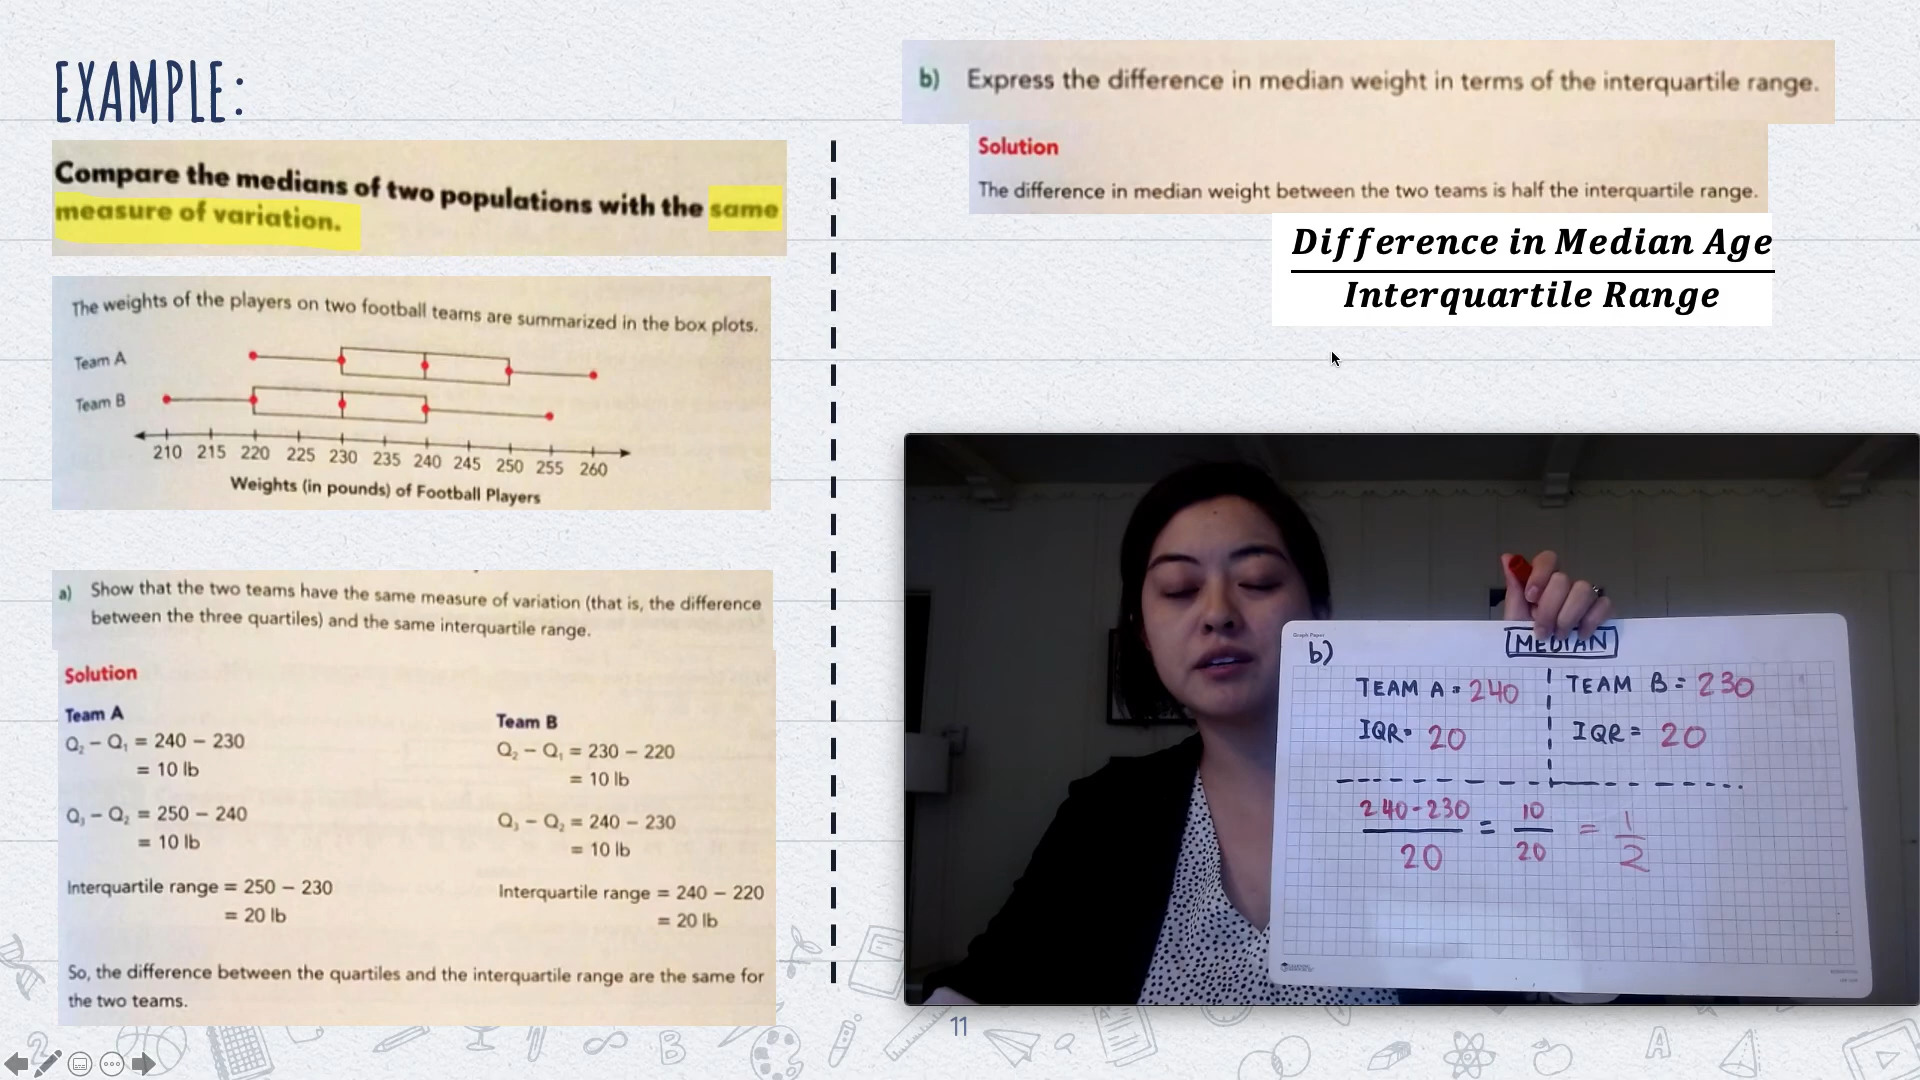 EXAMPLE:
Compare the medians of two populations with the same
measure of variation.
The weights of the players on two football teams are summarized in the box plots.
Team A
Team B
210 215 220 225 230 235 240 245 250 255 260
Weights (in pounds) of Football Players
a) Show that the two teams have the same measure of variation (that is, the difference
between the three quartiles) and the same interquartile range.
Solution
Team A
Q₂ – Q₁ = 240 – 230
= 10 lb
Q₃ – Q₂ = 250 – 240
= 10 lb
Interquartile range = 250 – 230
= 20 lb
Team B
Q₂ – Q₁ = 230 – 220
= 10 lb
Q₃ – Q₂ = 240 – 230
= 10 lb
Interquartile range = 240 – 220
= 20 lb
So, the difference between the quartiles and the interquartile range are the same for
the two teams.
b) Express the difference in median weight in terms of the interquartile range.
Solution
The difference in median weight between the two teams is half the interquartile range.
Difference in Median Age
Interquartile Range
Graph Paper
b)
MEDIAN
TEAM A = 240
IQR = 20
TEAM B = 230
IQR = 20
240-230 = 10 = 1
20 20 2
11